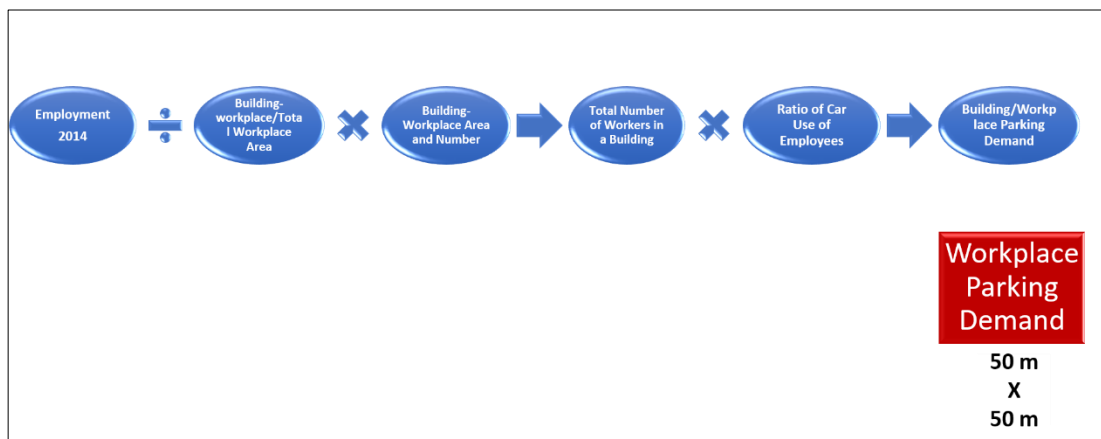 Employment
2014
Building-
workplace/Tota
l Workplace
Area
Building-
Workplace Area
and Number
Total Number
of Workers in
a Building
Ratio of Car
Use of
Employees
Building/Workp
lace Parking
Demand
Workplace
Parking
Demand
50 m
X
50 m